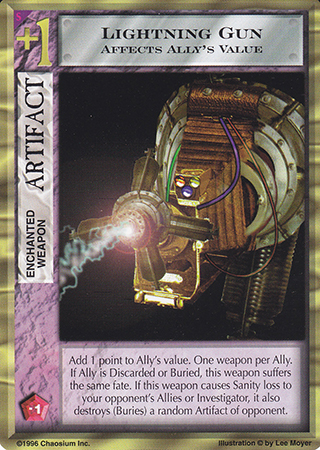 S
+1
LIGHTNING GUN
AFFECTS ALLY'S VALUE
ARTIFACT
ENCHANTED
WEAPON
Add 1 point to Ally's value. One weapon per Ally.
If Ally is Discarded or Buried, this weapon suffers
the same fate. If this weapon causes Sanity loss to
your opponent's Allies or Investigator, it also
destroys (Buries) a random Artifact of opponent.
-1
©1996 Chaosium Inc.
Illustration © by Lee Moyer